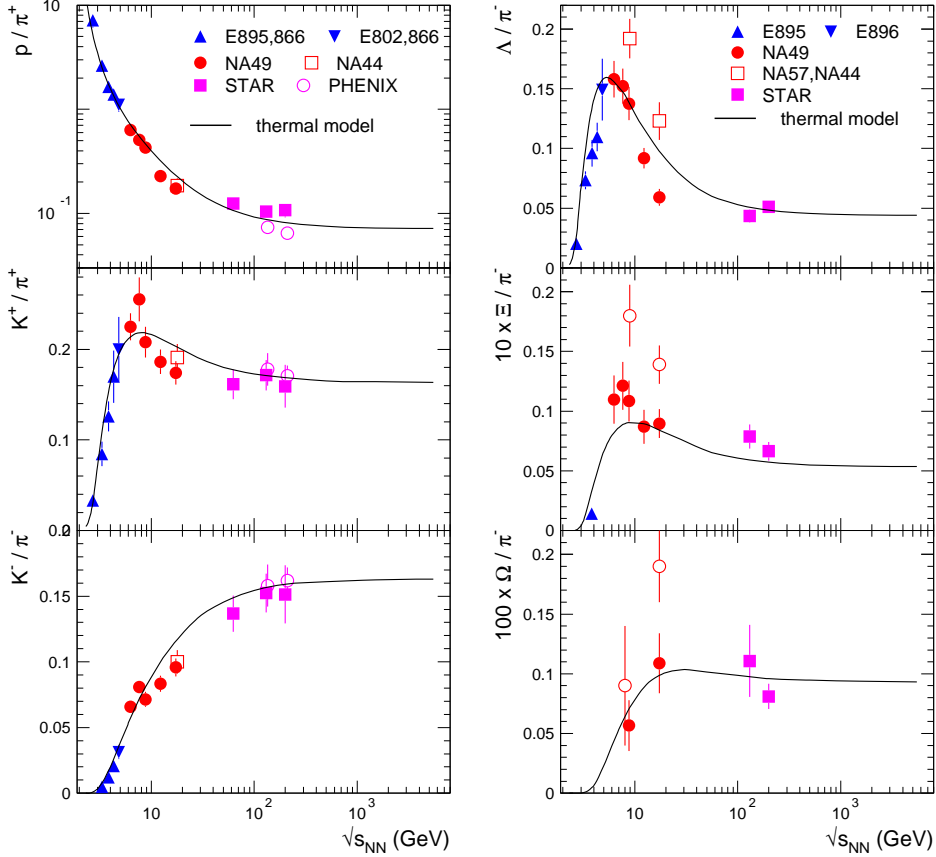 p / π⁺
10
1
10⁻¹
E895,866
E802,866
NA49
NA44
STAR
PHENIX
thermal model
K⁺ / π⁺
0.2
0.1
0
0.2
K⁻ / π⁻
0.15
0.1
0.05
0
10
10²
10³
√s_NN (GeV)
Λ / π⁻
0.2
0.15
0.1
0.05
0
E895
E896
NA49
NA57,NA44
STAR
thermal model
10 x Ξ / π⁻
0.2
0.15
0.1
0.05
0
100 x Ω / π⁻
0.2
0.15
0.1
0.05
0
10
10²
10³
√s_NN (GeV)